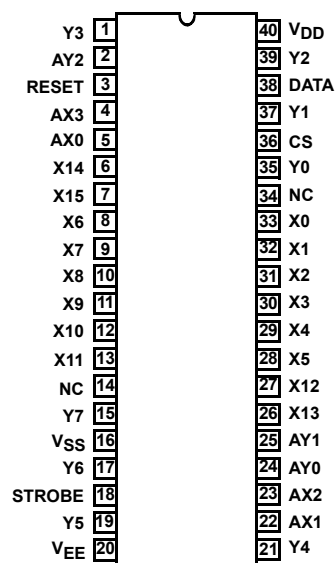 Y3 1 40 VDD
AY2 2 39 Y2
RESET 3 38 DATA
AX3 4 37 Y1
AX0 5 36 CS
X14 6 35 Y0
X15 7 34 NC
X6 8 33 X0
X7 9 32 X1
X8 10 31 X2
X9 11 30 X3
X10 12 29 X4
X11 13 28 X5
NC 14 27 X12
Y7 15 26 X13
VSS 16 25 AY1
Y6 17 24 AY0
STROBE 18 23 AX2
Y5 19 22 AX1
VEE 20 21 Y4